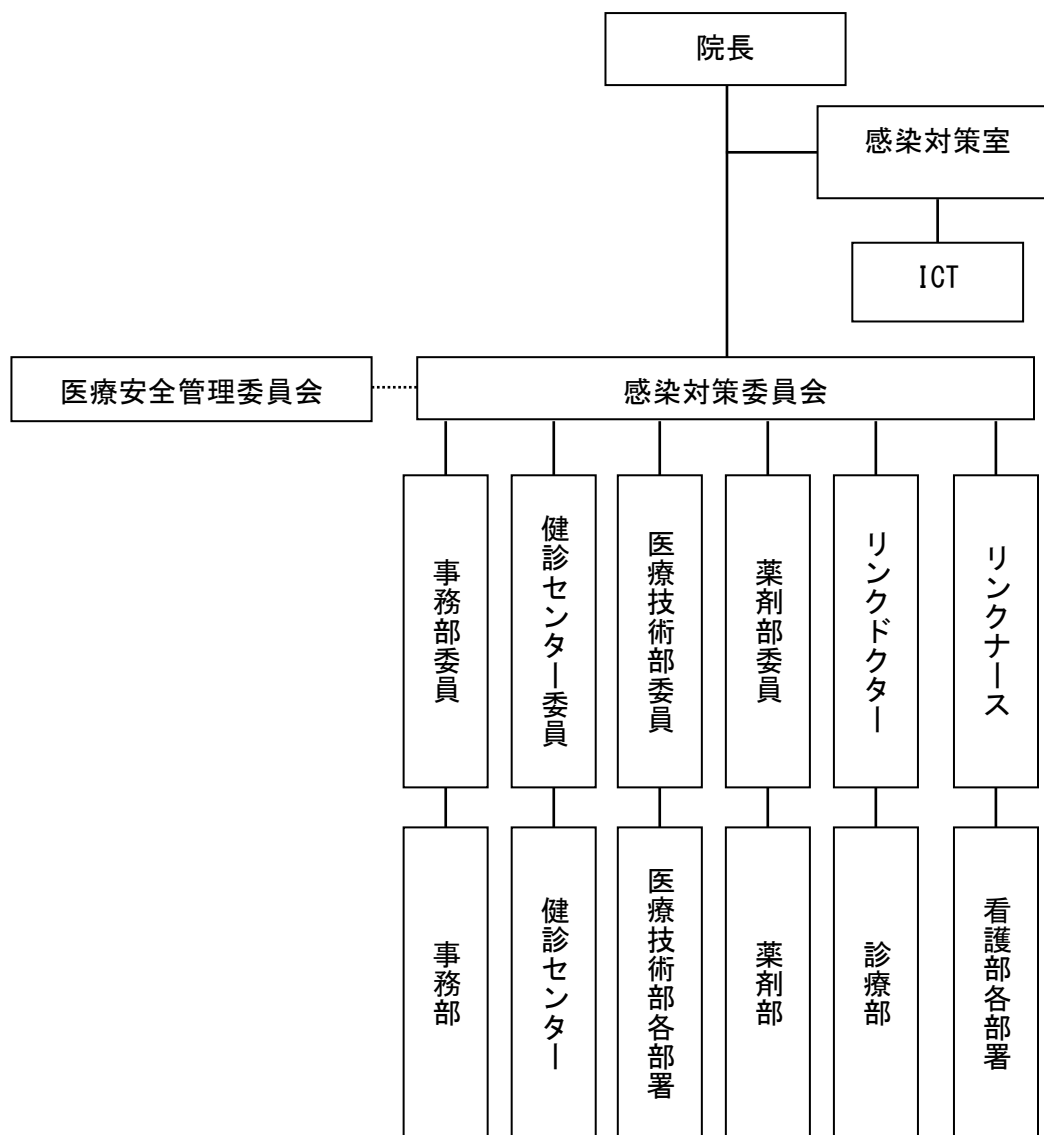 院長
感染対策室
ICT
医療安全管理委員会
感染対策委員会
事務部委員
健診センター委員
医療技術部委員
薬剤部委員
リンクドクター
リンクナース
事務部
健診センター
医療技術部各部署
薬剤部
診療部
看護部各部署